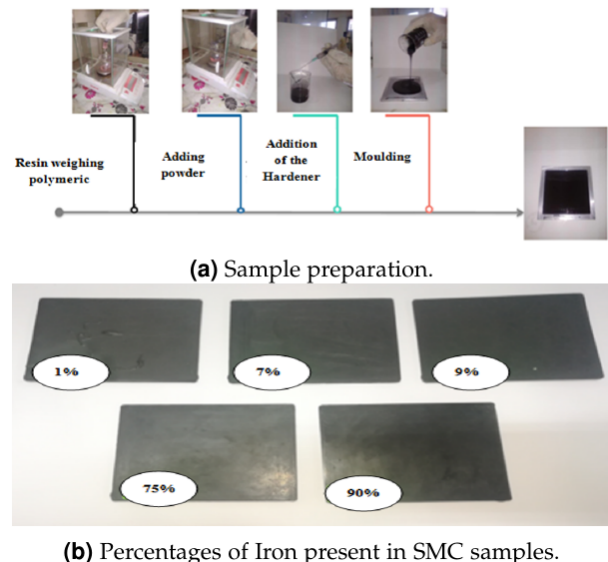 Resin weighing
polymeric
Adding
powder
Addition
of the
Hardener
Moulding
(a) Sample preparation.
1%
7%
9%
75%
90%
(b) Percentages of Iron present in SMC samples.